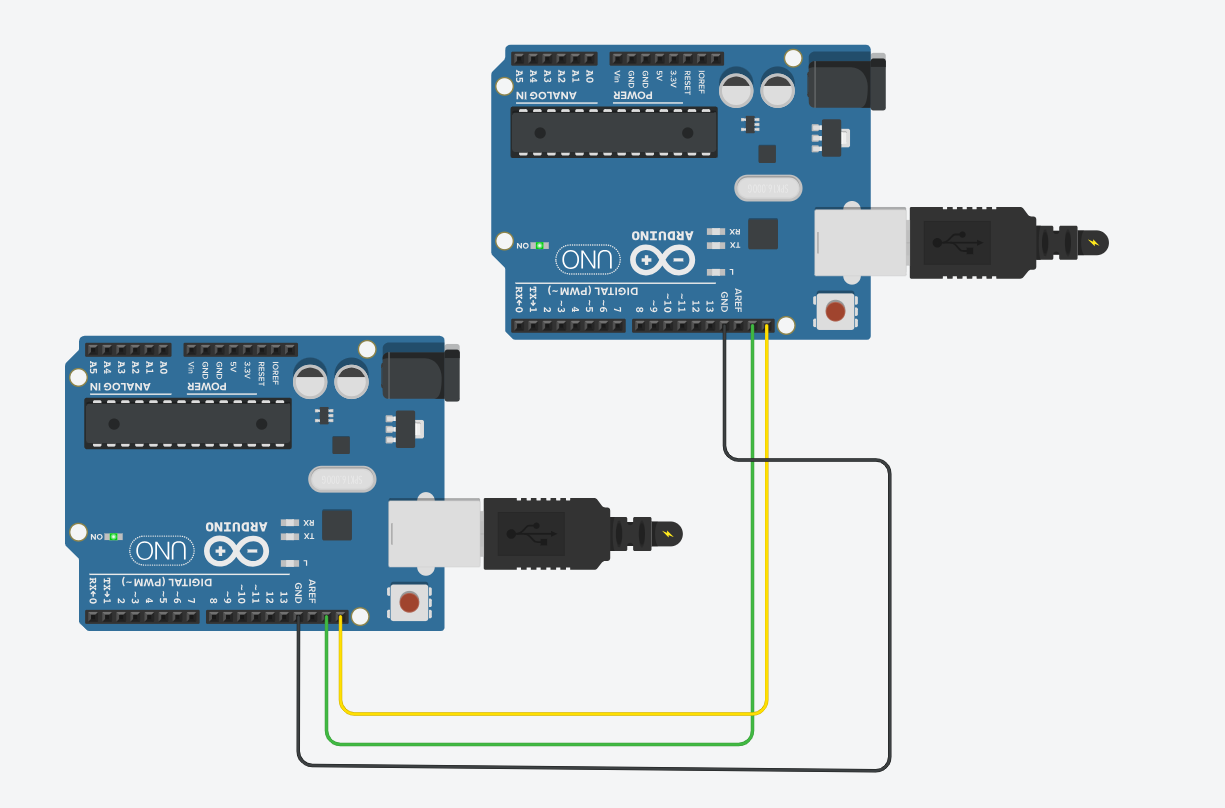 A5 A4 A3 A2 A1 A0 Vin GND GND 5V 3.3V RESET IOREF
ANALOG IN POWER
RX
TX
ARDUINO
ON UNO
L
DIGITAL (PWM~)
RX←0 TX→1 2 ~3 4 ~5 ~6 7 8 ~9 ~10 ~11 12 13 GND AREF
A5 A4 A3 A2 A1 A0 Vin GND GND 5V 3.3V RESET IOREF
ANALOG IN POWER
RX
TX
ARDUINO
ON UNO
L
DIGITAL (PWM~)
RX←0 TX→1 2 ~3 4 ~5 ~6 7 8 ~9 ~10 ~11 12 13 GND AREF